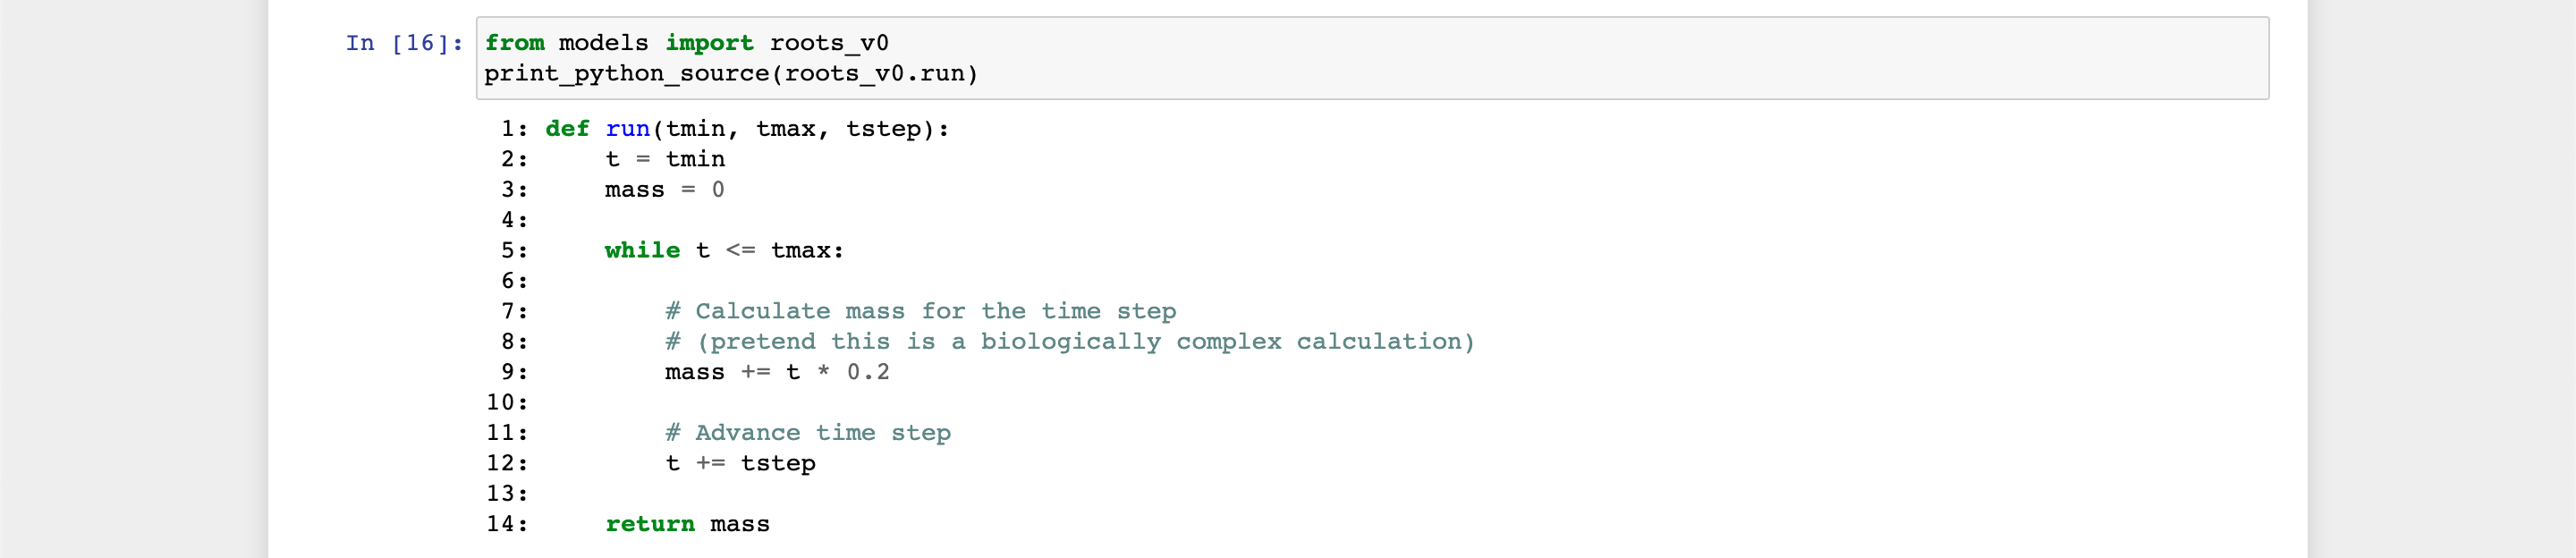 In [16]: from models import roots_v0
print_python_source(roots_v0.run)
1: def run(tmin, tmax, tstep):
2:     t = tmin
3:     mass = 0
4:
5:     while t <= tmax:
6:
7:         # Calculate mass for the time step
8:         # (pretend this is a biologically complex calculation)
9:         mass += t * 0.2
10:
11:         # Advance time step
12:         t += tstep
13:
14:     return mass